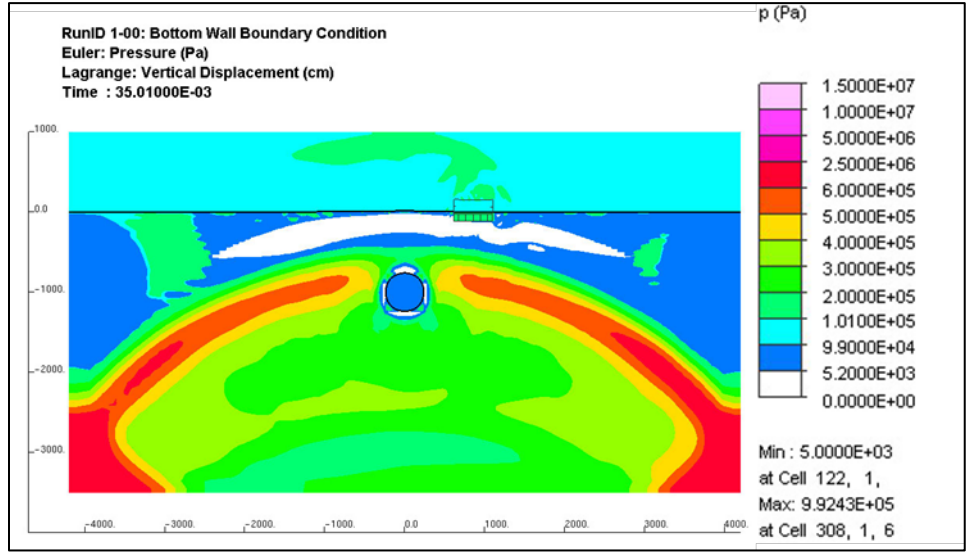 RunID 1-00: Bottom Wall Boundary Condition
Euler: Pressure (Pa)
Lagrange: Vertical Displacement (cm)
Time : 35.01000E-03
p (Pa)
1.5000E+07
1.0000E+07
5.0000E+06
2.5000E+06
6.0000E+05
5.0000E+05
4.0000E+05
3.0000E+05
2.0000E+05
1.0100E+05
9.9000E+04
5.2000E+03
0.0000E+00
Min : 5.0000E+03
at Cell 122, 1,
Max: 9.9243E+05
at Cell 308, 1, 6
1000.
0.0
-1000.
-2000.
-3000.
-4000. -3000. -2000. -1000. 0.0 1000. 2000. 3000. 4000.